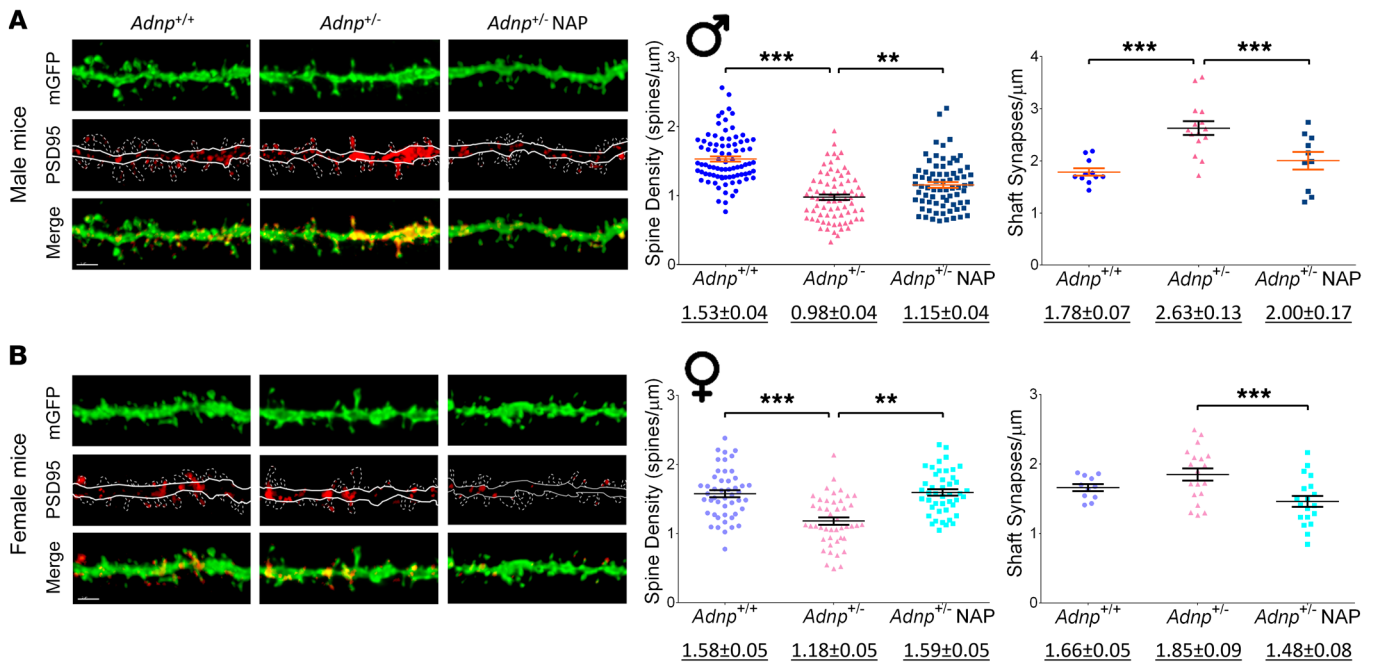 A
Adnp+/+ Adnp+/- Adnp+/- NAP
Male mice
mGFP
PSD95
Merge
Spine Density (spines/μm)
3
2
1
0
*** **
Adnp+/+ Adnp+/- Adnp+/- NAP
1.53±0.04 0.98±0.04 1.15±0.04
Shaft Synapses/μm
4
3
2
1
0
*** ***
Adnp+/+ Adnp+/- Adnp+/- NAP
1.78±0.07 2.63±0.13 2.00±0.17
B
Female mice
mGFP
PSD95
Merge
Spine Density (spines/μm)
3
2
1
0
*** **
Adnp+/+ Adnp+/- Adnp+/- NAP
1.58±0.05 1.18±0.05 1.59±0.05
Shaft Synapses/μm
3
2
1
0
***
Adnp+/+ Adnp+/- Adnp+/- NAP
1.66±0.05 1.85±0.09 1.48±0.08